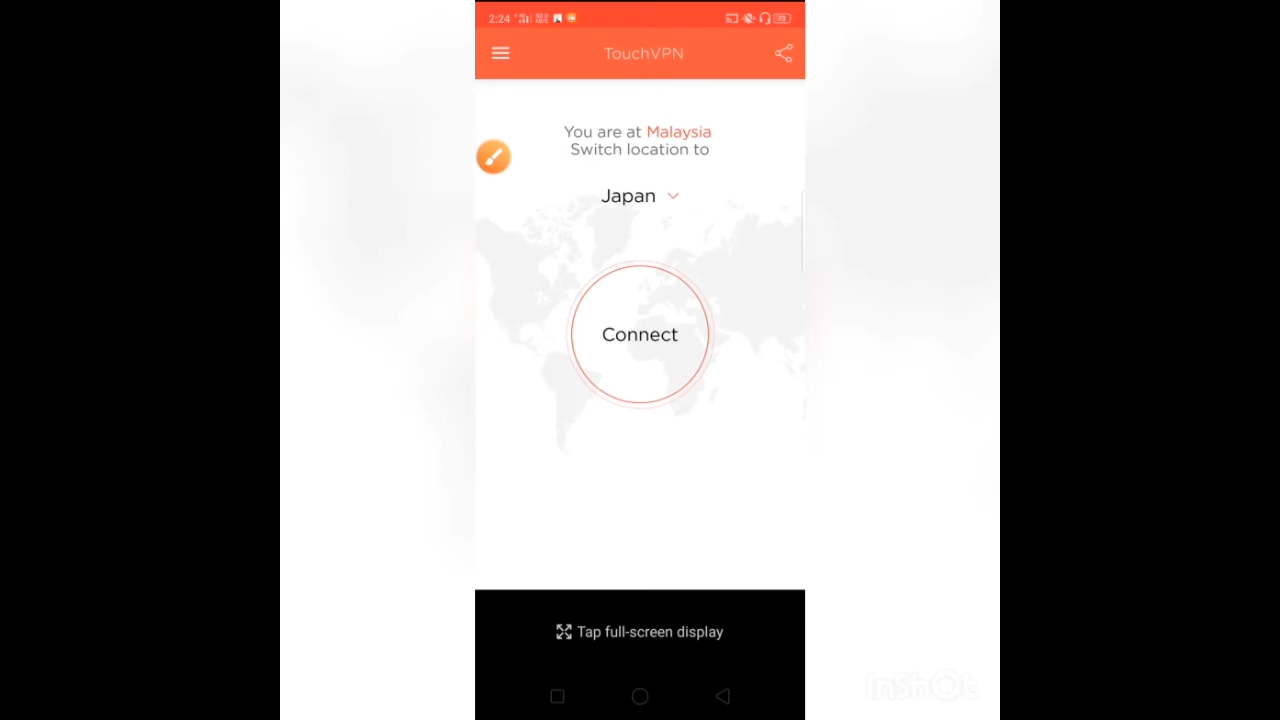 2:24
TouchVPN
You are at Malaysia
Switch location to
Japan
Connect
Tap full-screen display
InShOt